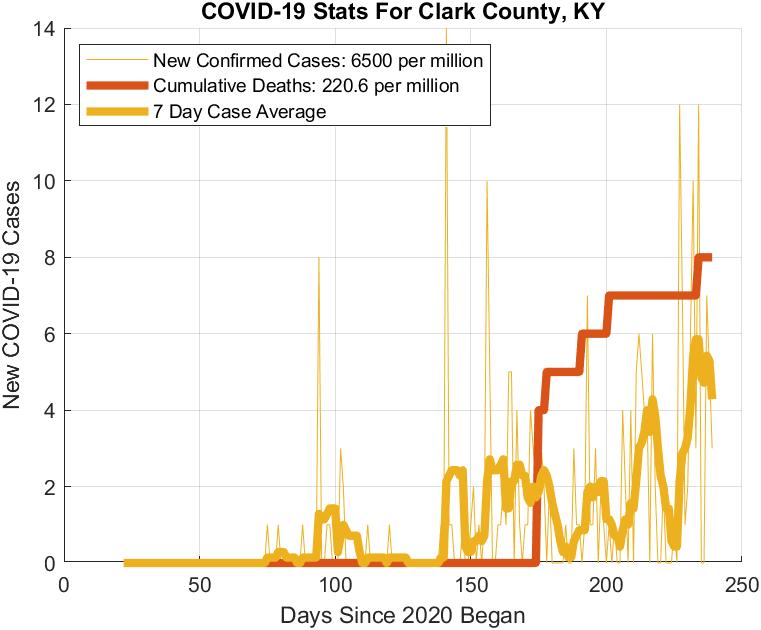 COVID-19 Stats For Clark County, KY
New Confirmed Cases: 6500 per million
Cumulative Deaths: 220.6 per million
7 Day Case Average
New COVID-19 Cases
14
12
10
8
6
4
2
0
0 50 100 150 200 250
Days Since 2020 Began